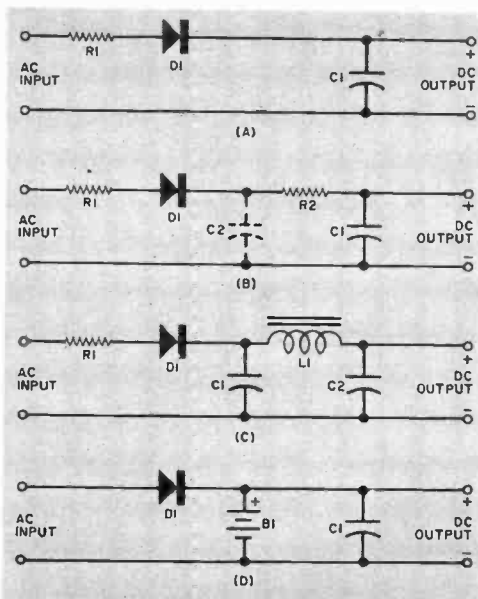 R1
D1
AC
INPUT
C1
+
DC
OUTPUT
−
(A)
R1
D1
R2
AC
INPUT
C2
C1
+
DC
OUTPUT
−
(B)
R1
D1
L1
AC
INPUT
C1
C2
+
DC
OUTPUT
−
(C)
D1
AC
INPUT
+
B1
C1
+
DC
OUTPUT
−
(D)